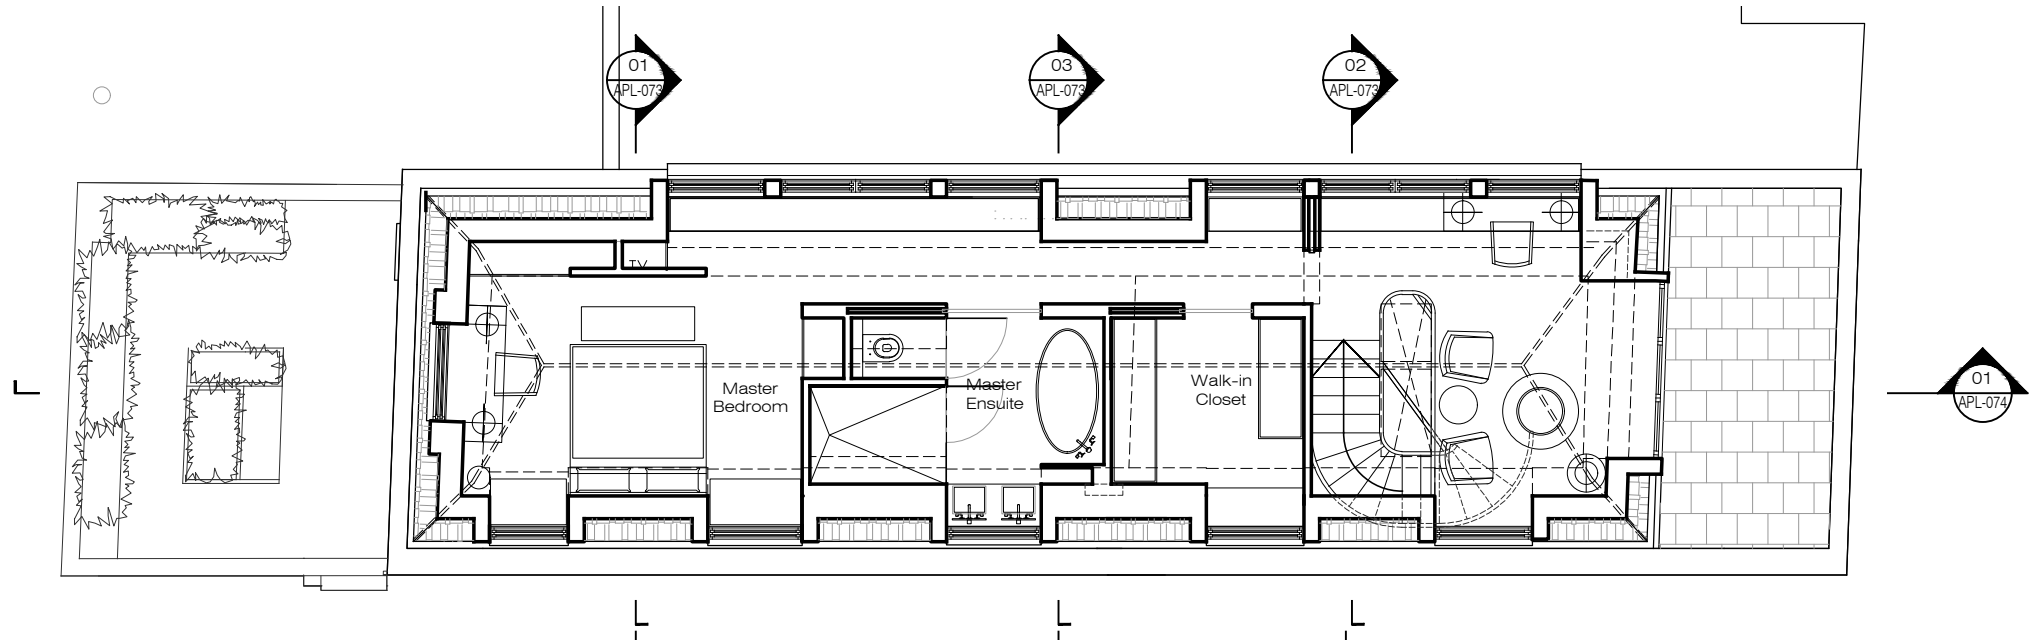 01
APL-073
03
APL-073
02
APL-073
TV
Master
Bedroom
Master
Ensuite
Walk-in
Closet
01
APL-074